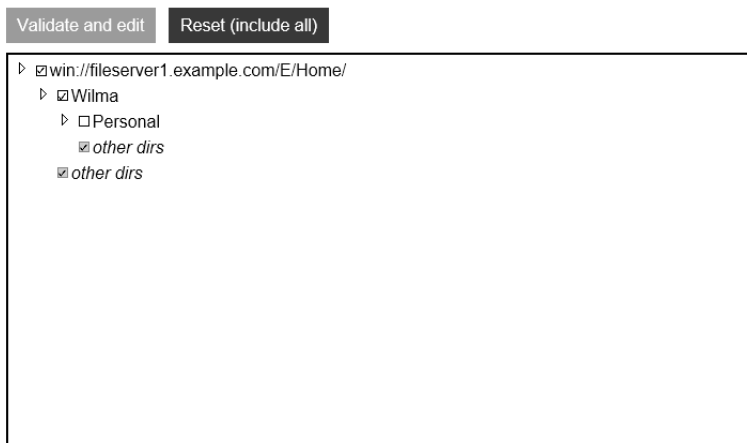 Validate and edit Reset (include all)
win://fileserver1.example.com/E/Home/
Wilma
Personal
other dirs
other dirs